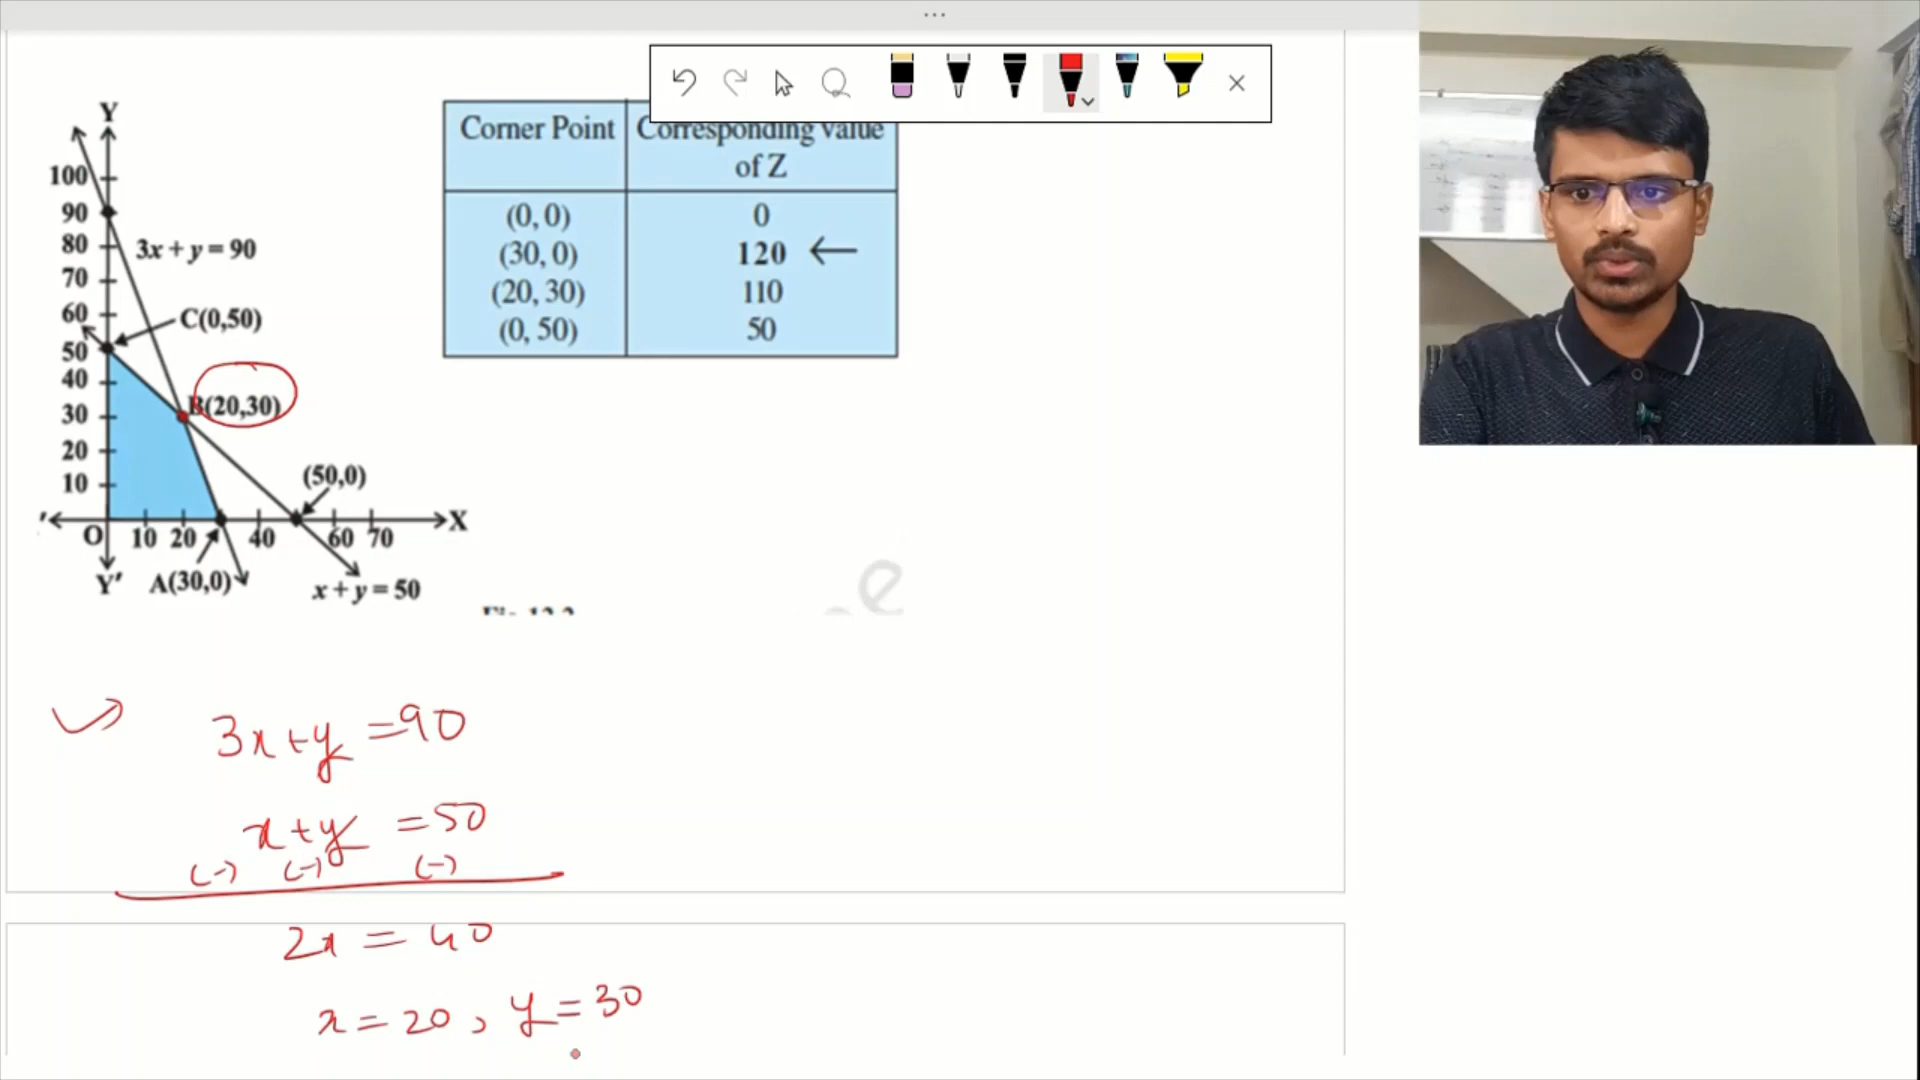 ...
Y
100
90
80
70
60
50
40
30
20
10
3x + y = 90
C(0,50)
B(20,30)
(50,0)
X
O 10 20 40 60 70
Y' A(30,0)
x + y = 50
Corner Point Corresponding value
of Z
(0, 0) 0
(30, 0) 120 ←
(20, 30) 110
(0, 50) 50
e
3x + y = 90
x + y = 50
(-) (-) (-)
2x = 40
x = 20, y = 30